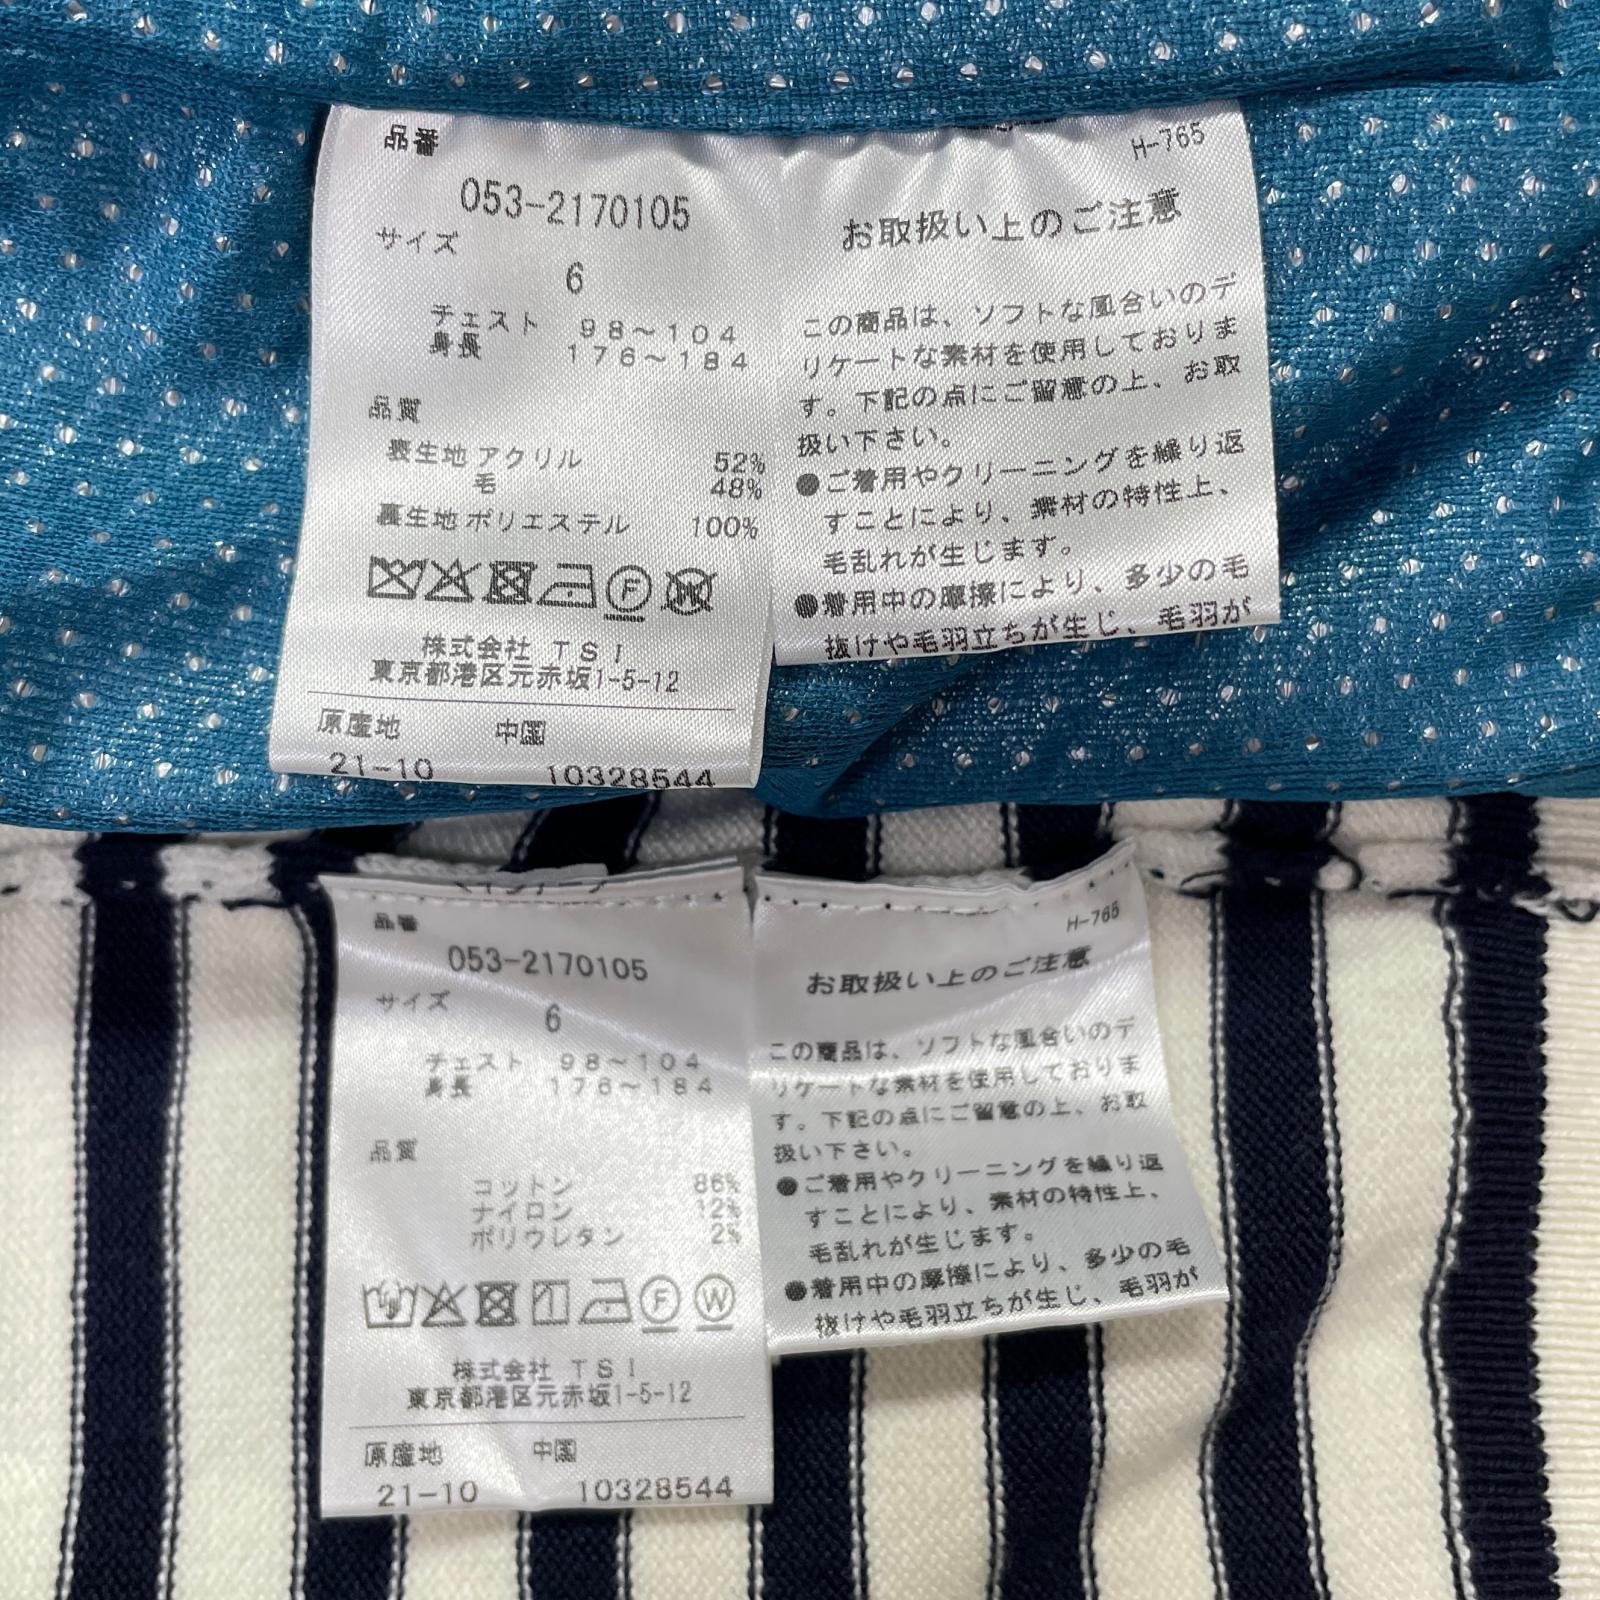 品番
053-2170105
サイズ
6
チェスト 98～104
身長 176～184
品質
表生地 アクリル 52%
毛 48%
裏生地 ポリエステル 100%
F
W
株式会社 TSI
東京都港区元赤坂1-5-12
原産地 中国
21-10 10328544
H-765
お取扱い上のご注意
この商品は、ソフトな風合いのデ
リケートな素材を使用しておりま
す。下記の点にご留意の上、お取
扱い下さい。
●ご着用やクリーニングを繰り返
すことにより、素材の特性上、
毛乱れが生じます。
●着用中の摩擦により、多少の毛
抜けや毛羽立ちが生じ、毛羽が
品番
053-2170105
サイズ
6
チェスト 98～104
身長 176～184
品質
コットン 86%
ナイロン 12%
ポリウレタン 2%
F
W
株式会社 TSI
東京都港区元赤坂1-5-12
原産地 中国
21-10 10328544
H-765
お取扱い上のご注意
この商品は、ソフトな風合いのデ
リケートな素材を使用しておりま
す。下記の点にご留意の上、お取
扱い下さい。
●ご着用やクリーニングを繰り返
すことにより、素材の特性上、
毛乱れが生じます。
●着用中の摩擦により、多少の毛
抜けや毛羽立ちが生じ、毛羽が